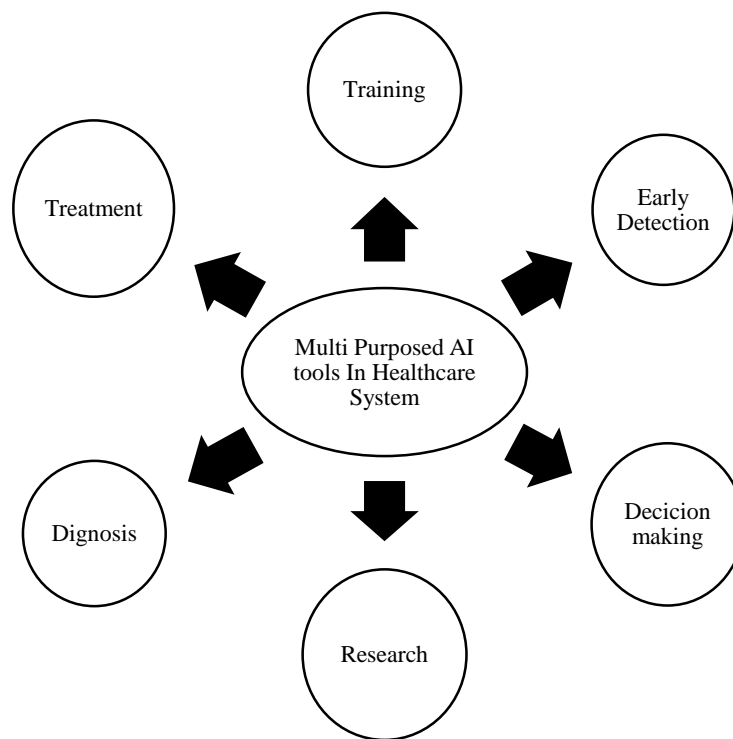 Training
Treatment
Early
Detection
Multi Purposed AI
tools In Healthcare
System
Dignosis
Decicion
making
Research